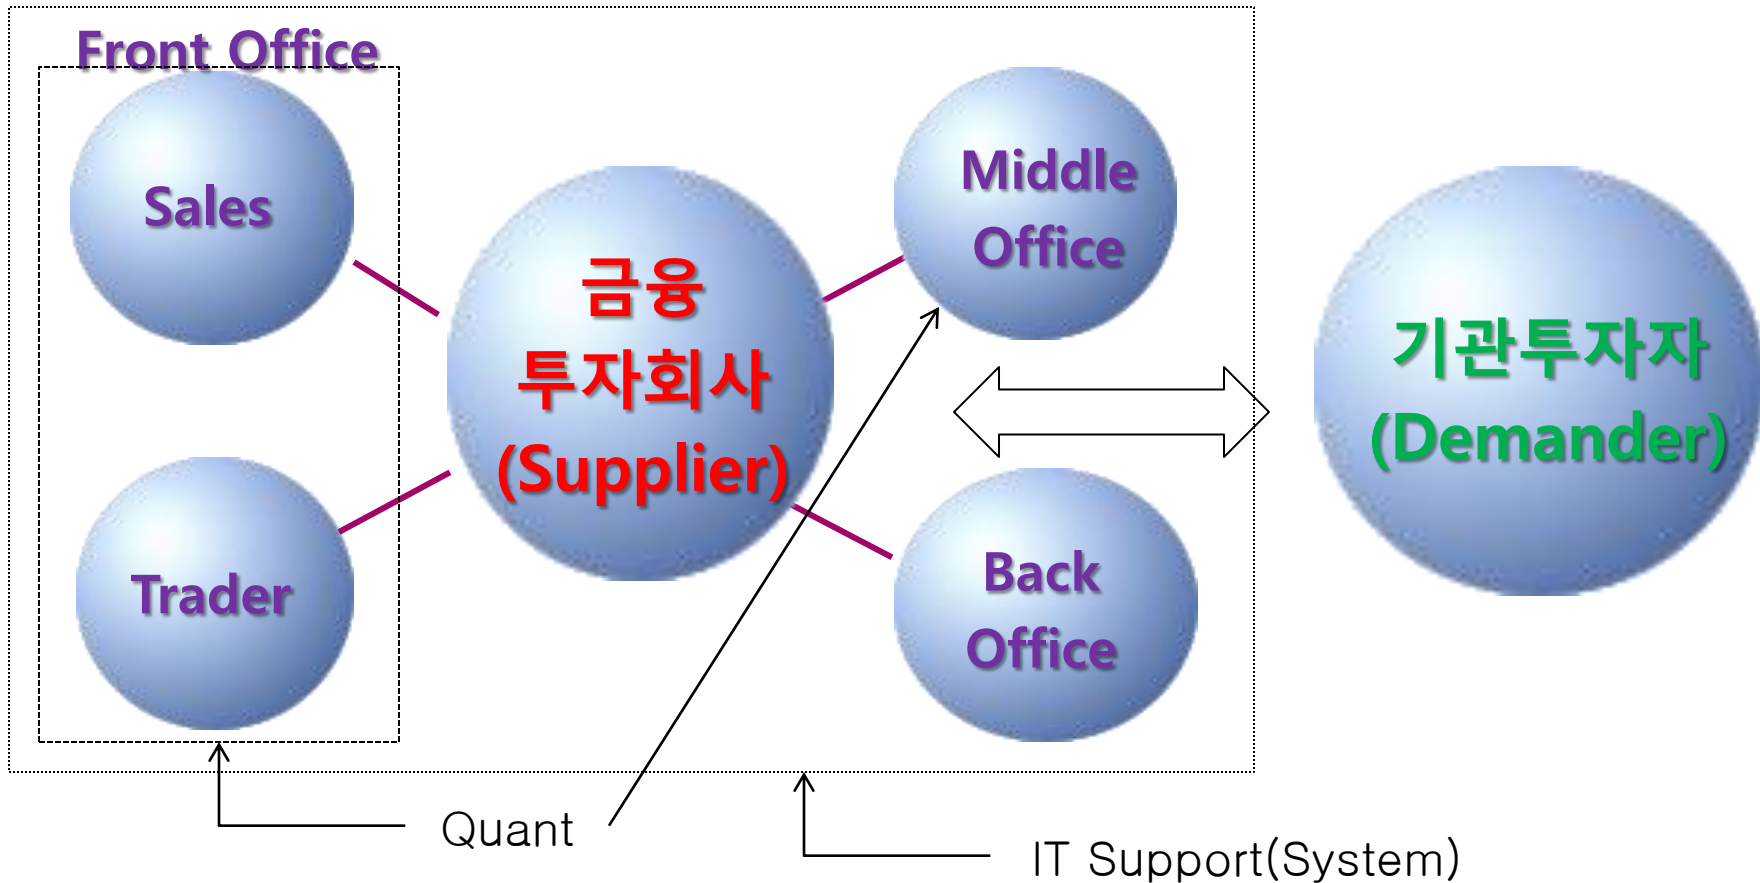 Front Office
Sales
Trader
금융
투자회사
(Supplier)
Middle
Office
Back
Office
기관투자자
(Demander)
Quant
IT Support(System)